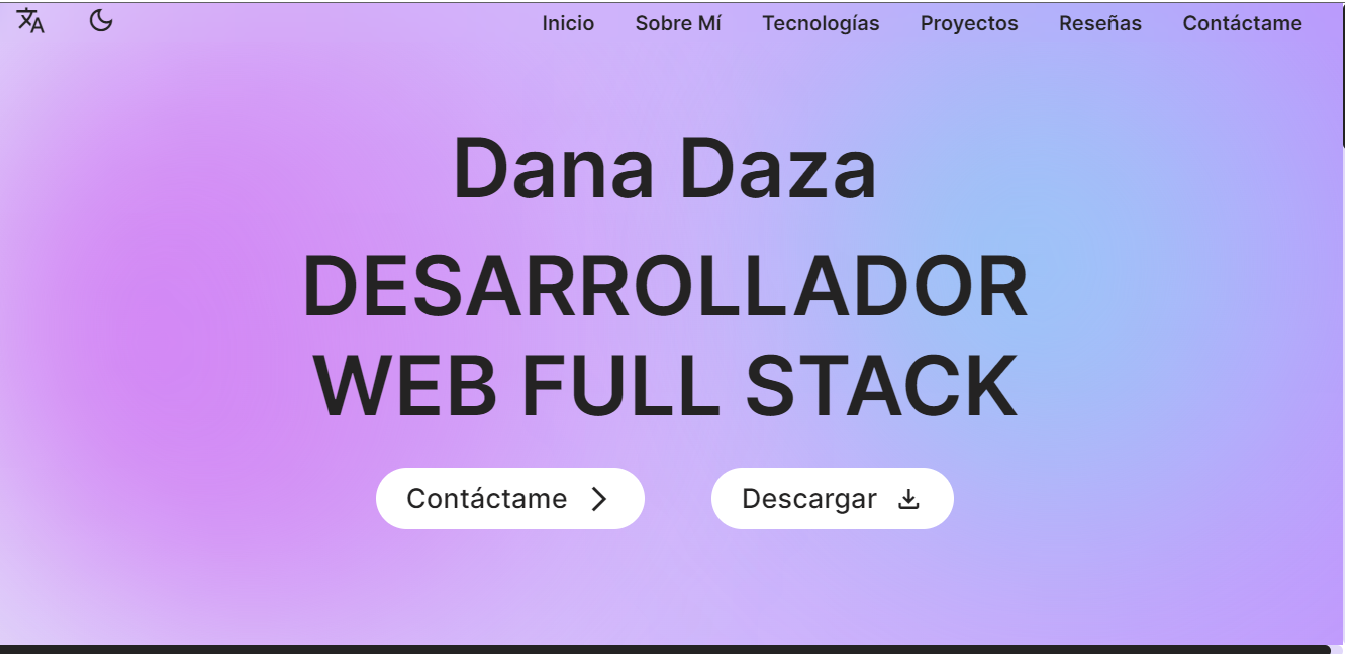 Inicio Sobre Mí Tecnologías Proyectos Reseñas Contáctame
Dana Daza
DESARROLLADOR
WEB FULL STACK
Contáctame Descargar